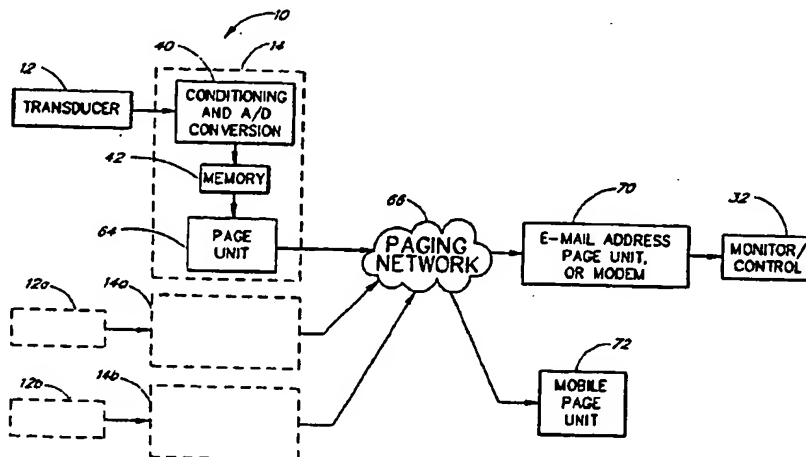 10
40
14
12
TRANSDUCER
CONDITIONING
AND A/D
CONVERSION
42
MEMORY
64
PAGE
UNIT
66
PAGING
NETWORK
70
E-MAIL ADDRESS
PAGE UNIT,
OR MODEM
32
MONITOR/
CONTROL
12a
14a
12b
14b
72
MOBILE
PAGE
UNIT